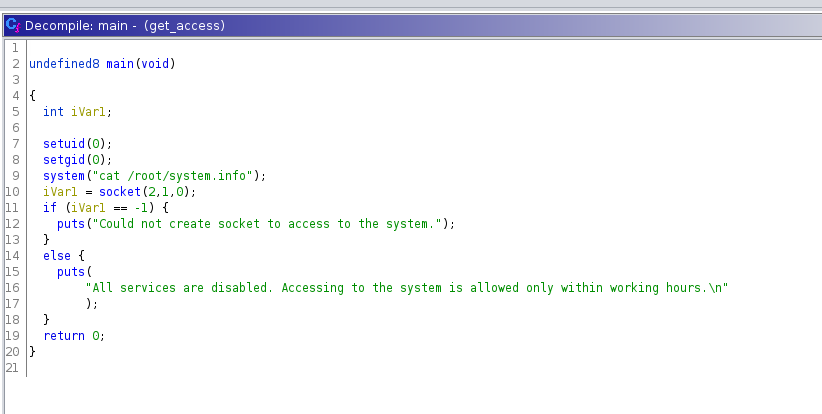 Decompile: main - (get_access)
1
2 undefined8 main(void)
3
4 {
5 int iVar1;
6
7 setuid(0);
8 setgid(0);
9 system("cat /root/system.info");
10 iVar1 = socket(2,1,0);
11 if (iVar1 == -1) {
12 puts("Could not create socket to access to the system.");
13 }
14 else {
15 puts(
16 "All services are disabled. Accessing to the system is allowed only within working hours.\n"
17 );
18 }
19 return 0;
20 }
21